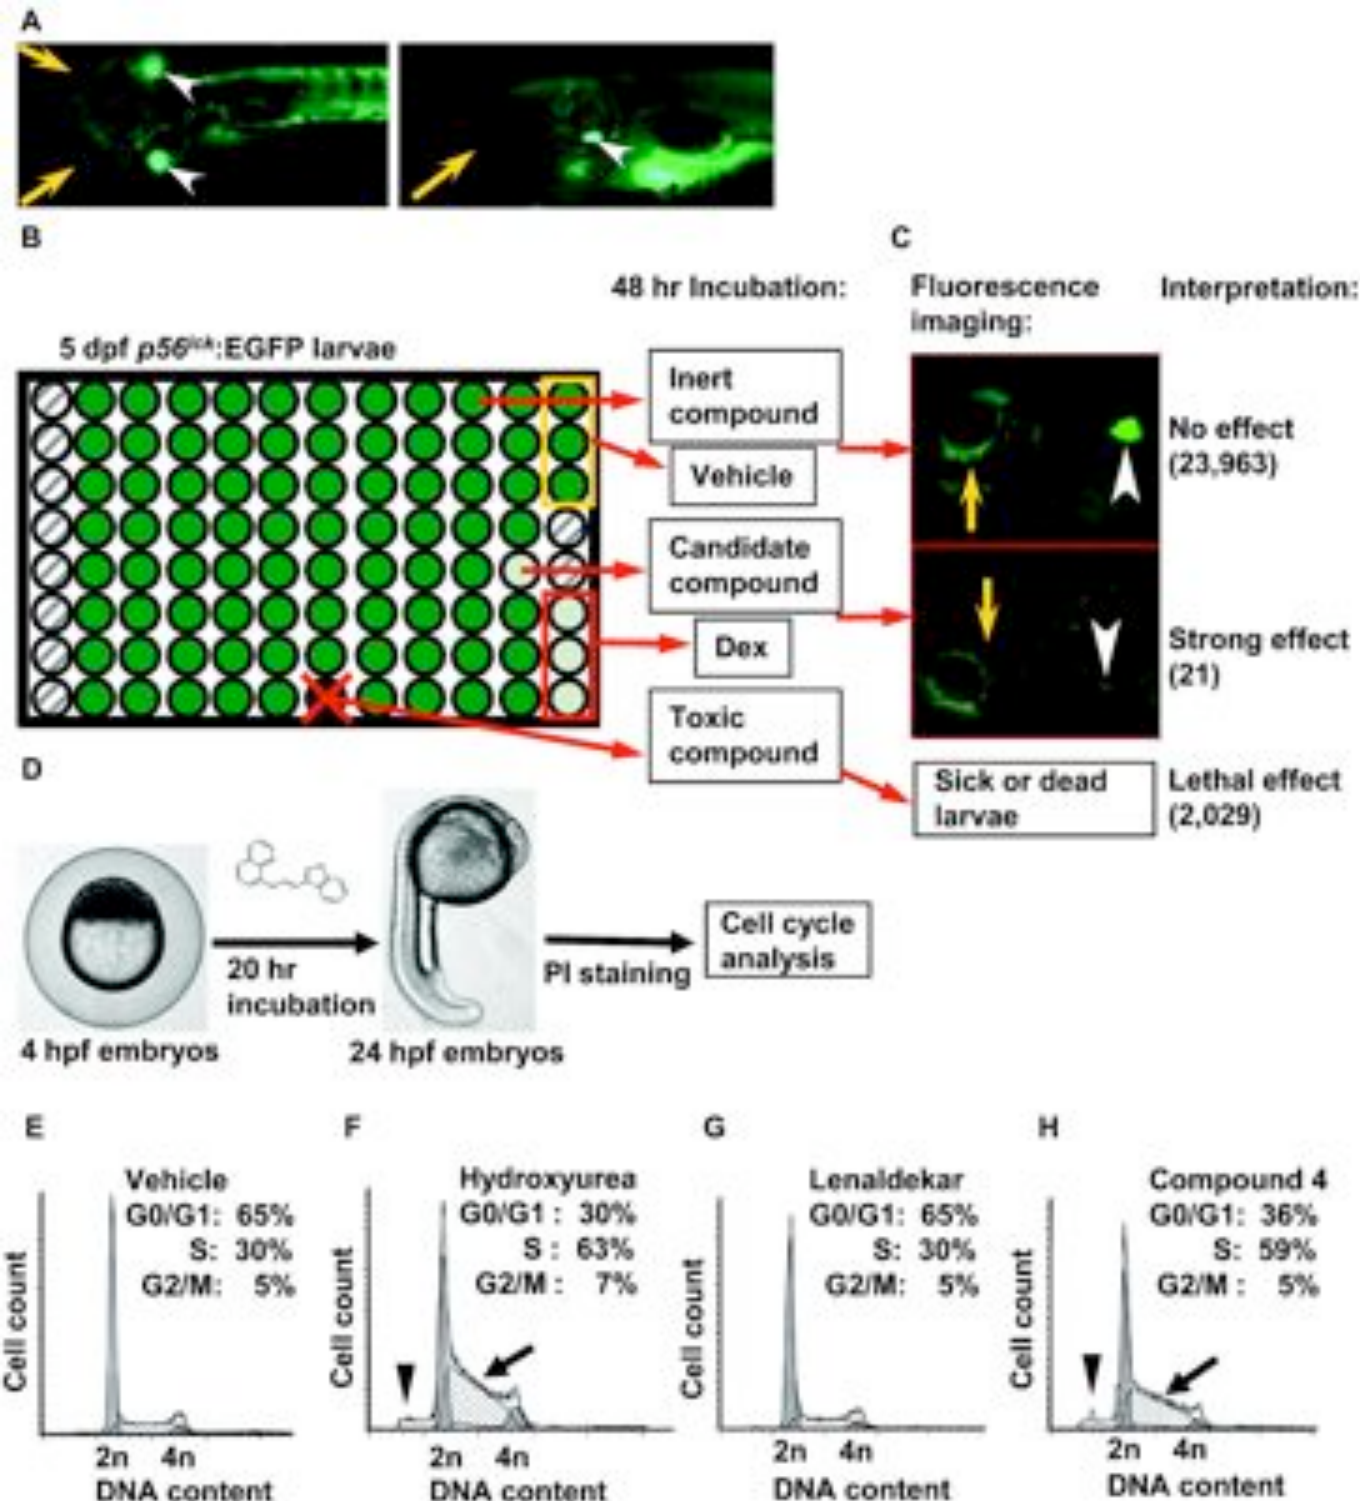 A
B
C
48 hr Incubation:
Fluorescence
imaging:
Interpretation:
5 dpf p56lck:EGFP larvae
Inert
compound
Vehicle
No effect
(23,963)
Candidate
compound
Dex
Strong effect
(21)
Toxic
compound
Sick or dead
larvae
Lethal effect
(2,029)
D
20 hr
incubation
PI staining
Cell cycle
analysis
4 hpf embryos
24 hpf embryos
E
Vehicle
G0/G1: 65%
S: 30%
G2/M: 5%
Cell count
2n 4n
DNA content
F
Hydroxyurea
G0/G1 : 30%
S : 63%
G2/M : 7%
Cell count
2n 4n
DNA content
G
Lenaldekar
G0/G1: 65%
S: 30%
G2/M: 5%
Cell count
2n 4n
DNA content
H
Compound 4
G0/G1: 36%
S: 59%
G2/M : 5%
Cell count
2n 4n
DNA content